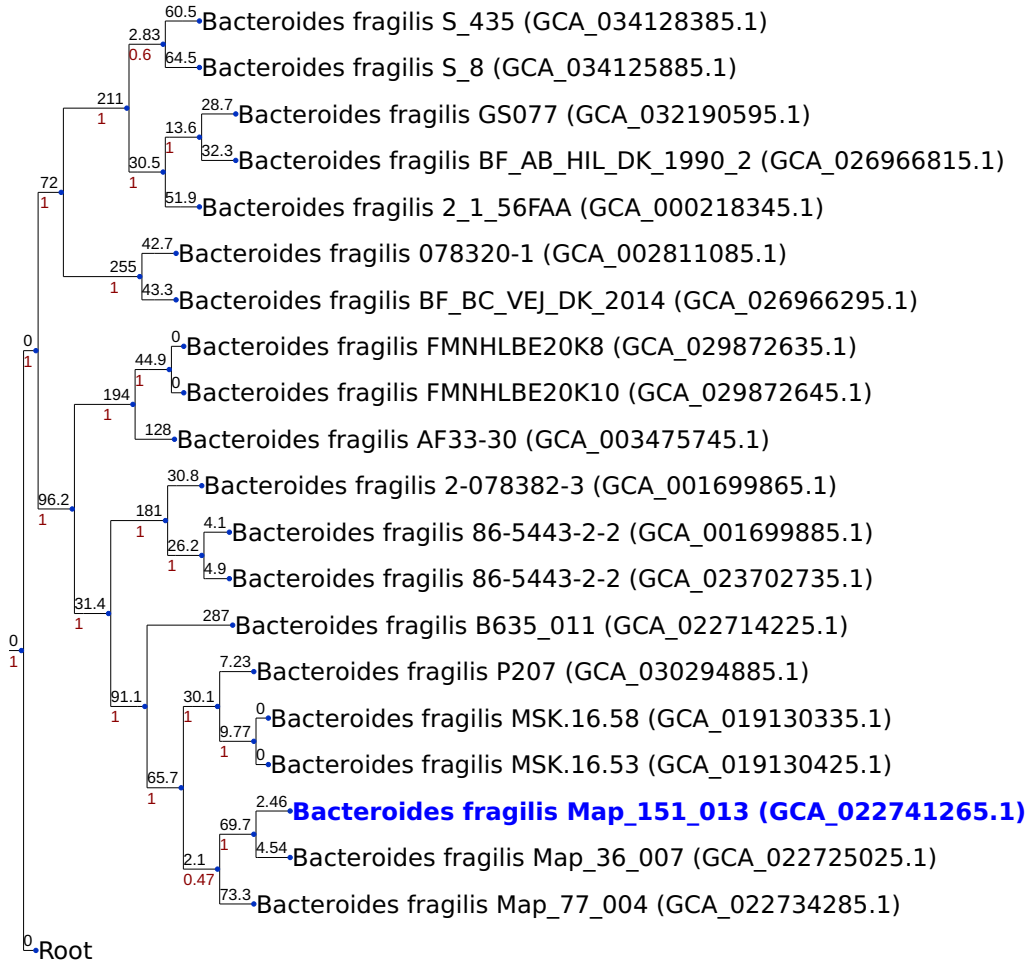 60.5
Bacteroides fragilis S_435 (GCA_034128385.1)
2.83
0.6
64.5
Bacteroides fragilis S_8 (GCA_034125885.1)
211
1
28.7
Bacteroides fragilis GS077 (GCA_032190595.1)
13.6
1
32.3
Bacteroides fragilis BF_AB_HIL_DK_1990_2 (GCA_026966815.1)
30.5
1
51.9
Bacteroides fragilis 2_1_56FAA (GCA_000218345.1)
72
1
42.7
Bacteroides fragilis 078320-1 (GCA_002811085.1)
255
1
43.3
Bacteroides fragilis BF_BC_VEJ_DK_2014 (GCA_026966295.1)
0
1
0
Bacteroides fragilis FMNHLBE20K8 (GCA_029872635.1)
44.9
1
0
Bacteroides fragilis FMNHLBE20K10 (GCA_029872645.1)
194
1
128
Bacteroides fragilis AF33-30 (GCA_003475745.1)
96.2
1
30.8
Bacteroides fragilis 2-078382-3 (GCA_001699865.1)
181
1
4.1
Bacteroides fragilis 86-5443-2-2 (GCA_001699885.1)
26.2
1
4.9
Bacteroides fragilis 86-5443-2-2 (GCA_023702735.1)
31.4
1
287
Bacteroides fragilis B635_011 (GCA_022714225.1)
0
1
7.23
Bacteroides fragilis P207 (GCA_030294885.1)
91.1
1
30.1
1
0
Bacteroides fragilis MSK.16.58 (GCA_019130335.1)
9.77
1
0
Bacteroides fragilis MSK.16.53 (GCA_019130425.1)
65.7
1
2.46
Bacteroides fragilis Map_151_013 (GCA_022741265.1)
69.7
1
4.54
Bacteroides fragilis Map_36_007 (GCA_022725025.1)
2.1
0.47
73.3
Bacteroides fragilis Map_77_004 (GCA_022734285.1)
0
Root